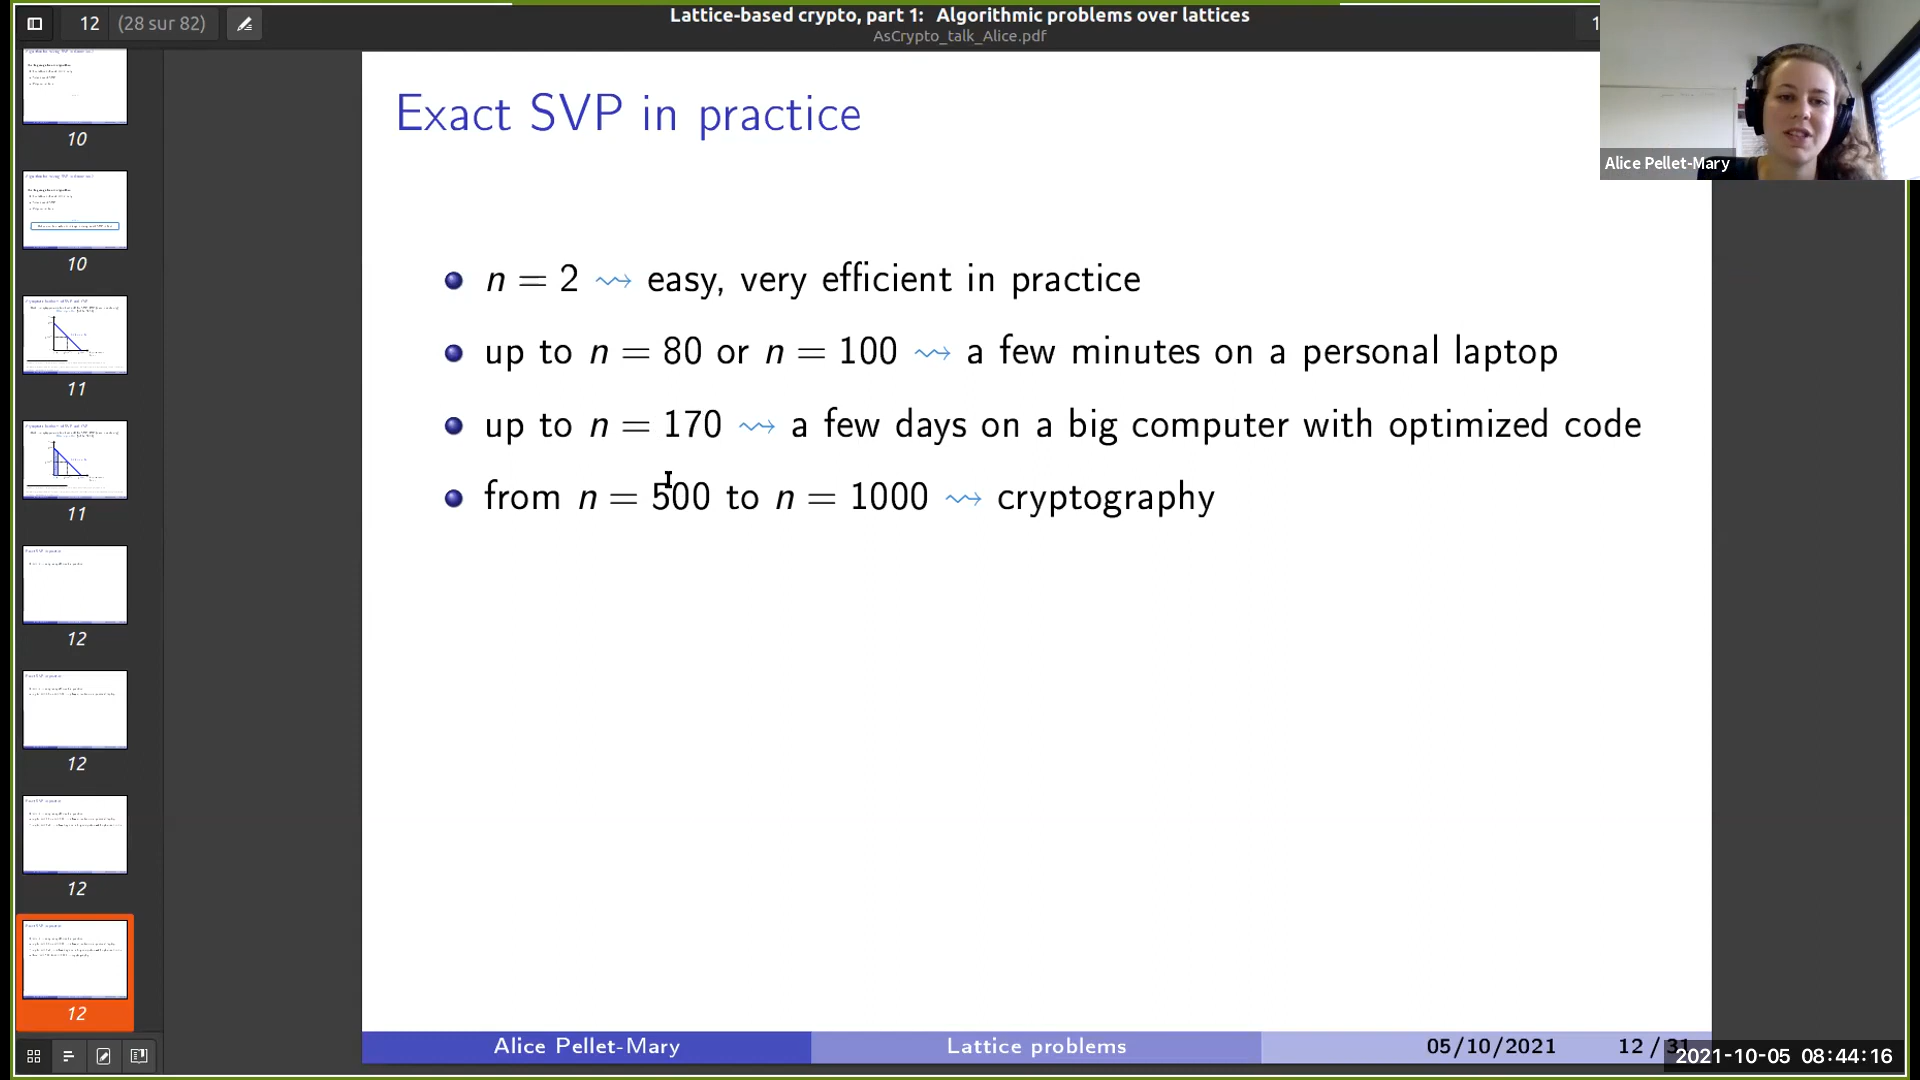 12 (28 sur 82)
Lattice-based crypto, part 1: Algorithmic problems over lattices
AsCrypto_talk_Alice.pdf
Alice Pellet-Mary
10
10
11
11
12
12
12
12
Exact SVP in practice
n = 2 ⇝ easy, very efficient in practice
up to n = 80 or n = 100 ⇝ a few minutes on a personal laptop
up to n = 170 ⇝ a few days on a big computer with optimized code
from n = 500 to n = 1000 ⇝ cryptography
Alice Pellet-Mary Lattice problems 05/10/2021 12 / 31
2021-10-05 08:44:16